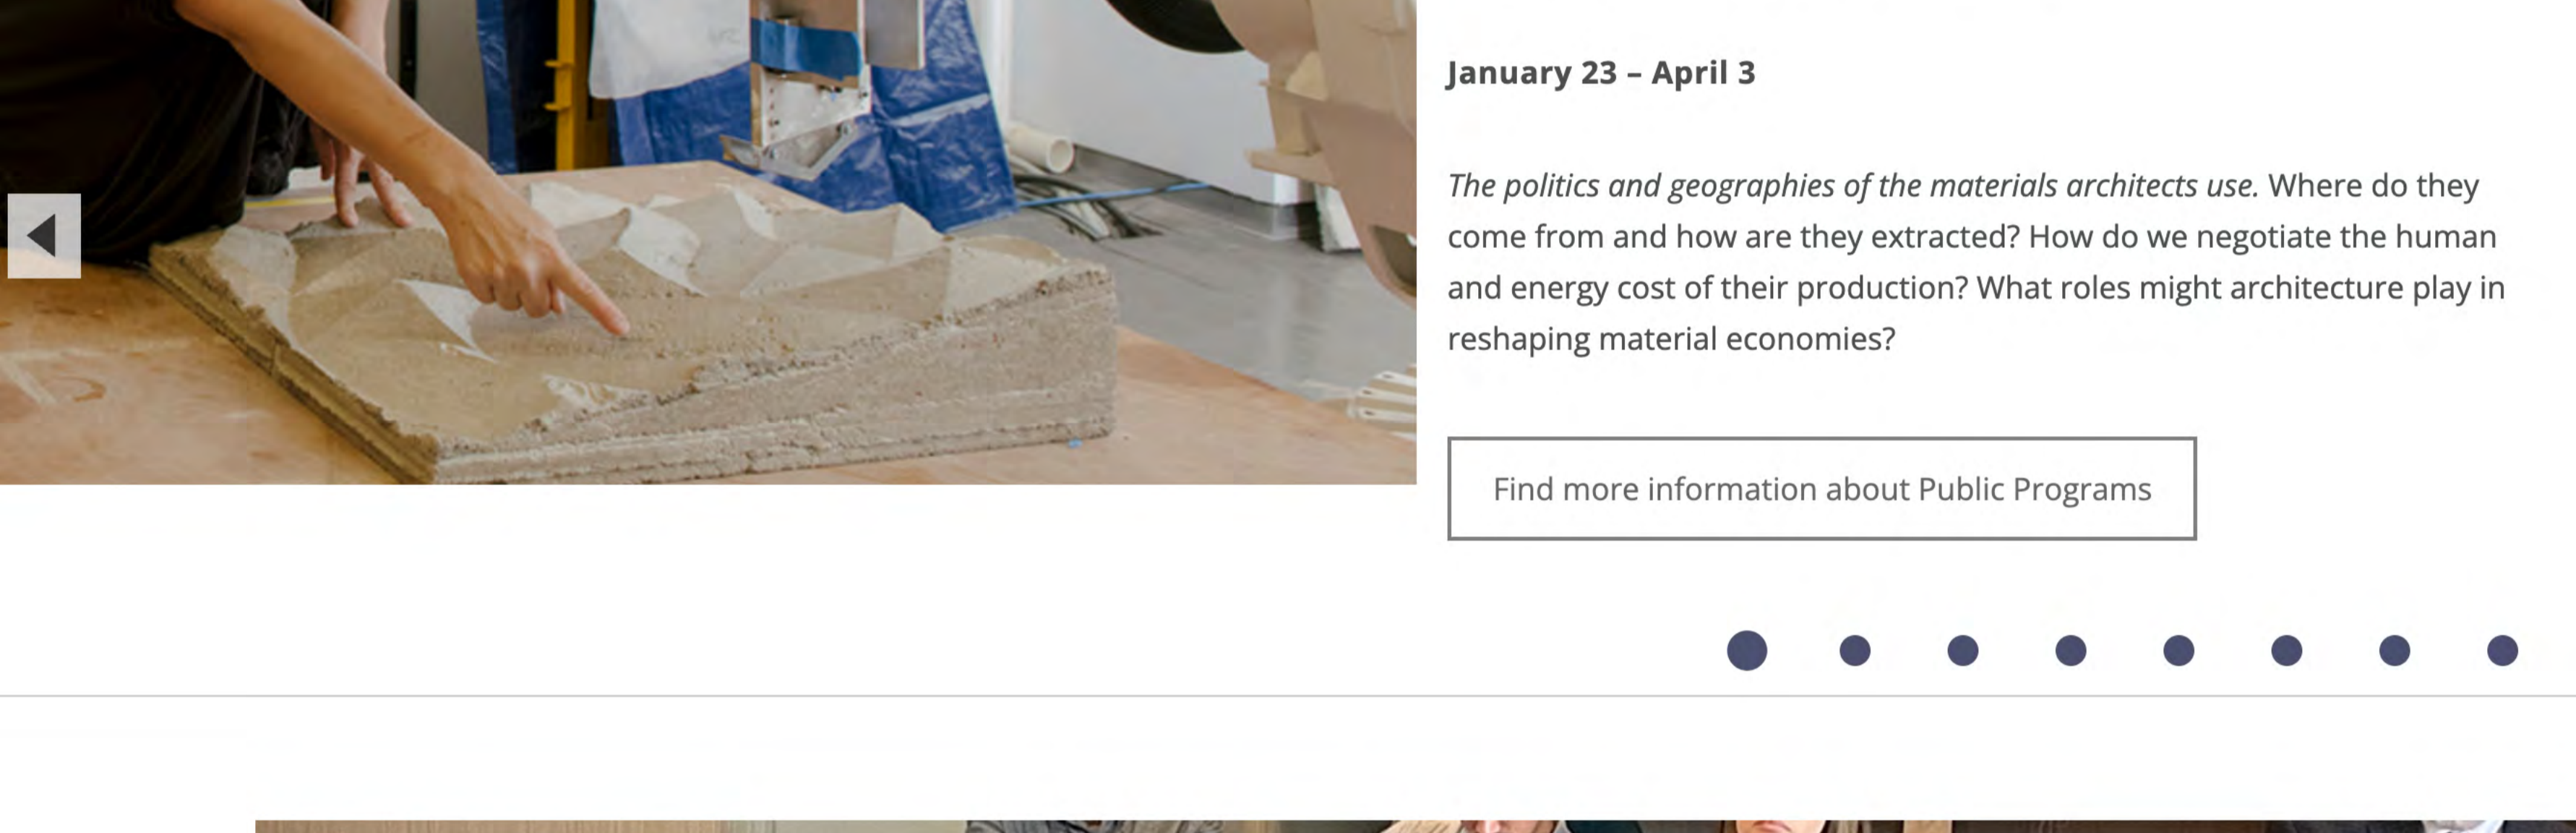 January 23 – April 3
The politics and geographies of the materials architects use. Where do they
come from and how are they extracted? How do we negotiate the human
and energy cost of their production? What roles might architecture play in
reshaping material economies?
Find more information about Public Programs